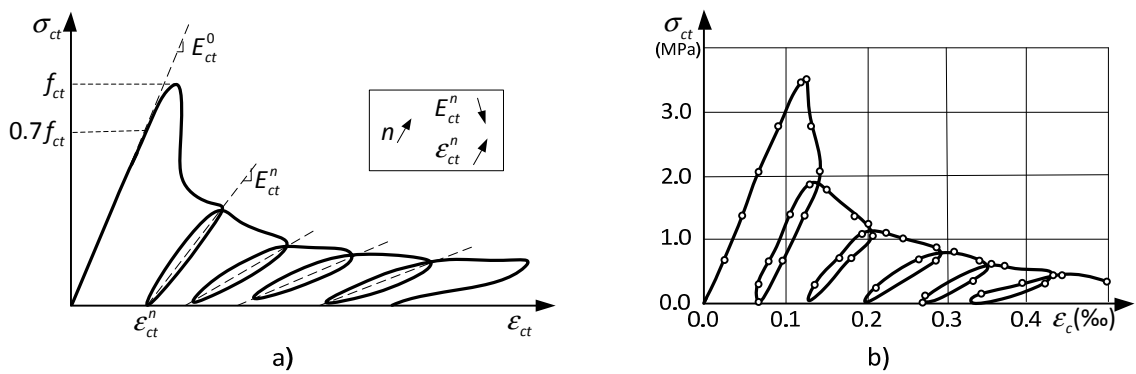 σct
E⁰ct
fct
0.7fct
n Eⁿct
εⁿct
Eⁿct
εⁿct
εct
a)
σct
(MPa)
3.0
2.0
1.0
0.0
0.0 0.1 0.2 0.3 0.4 εc(‰)
b)